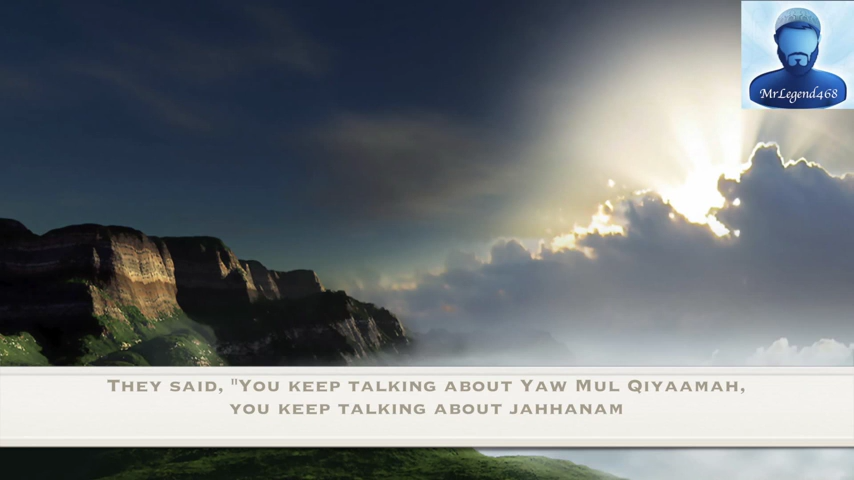 MrLegend468
They said, "You keep talking about Yaw Mul Qiyaamah,
you keep talking about jahhanam